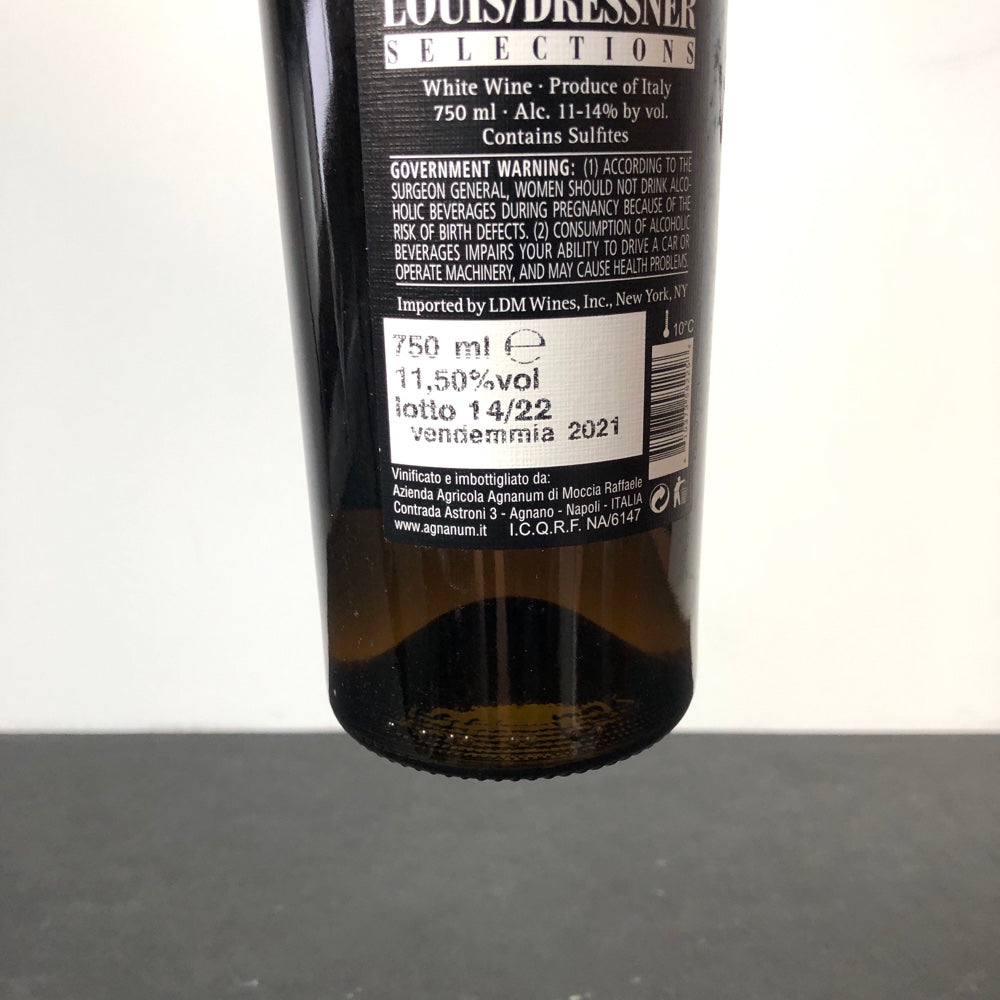 LOUIS/DRESSNER
SELECTIONS
White Wine · Produce of Italy
750 ml · Alc. 11-14% by vol.
Contains Sulfites
GOVERNMENT WARNING: (1) ACCORDING TO THE
SURGEON GENERAL, WOMEN SHOULD NOT DRINK ALCO-
HOLIC BEVERAGES DURING PREGNANCY BECAUSE OF THE
RISK OF BIRTH DEFECTS. (2) CONSUMPTION OF ALCOHOLIC
BEVERAGES IMPAIRS YOUR ABILITY TO DRIVE A CAR OR
OPERATE MACHINERY, AND MAY CAUSE HEALTH PROBLEMS.
Imported by LDM Wines, Inc., New York, NY
10°C
750 ml ℮
11,50%vol
lotto 14/22
vendemmia 2021
Vinificato e imbottigliato da:
Azienda Agricola Agnanum di Moccia Raffaele
Contrada Astroni 3 - Agnano - Napoli - ITALIA
www.agnanum.it I.C.Q.R.F. NA/6147